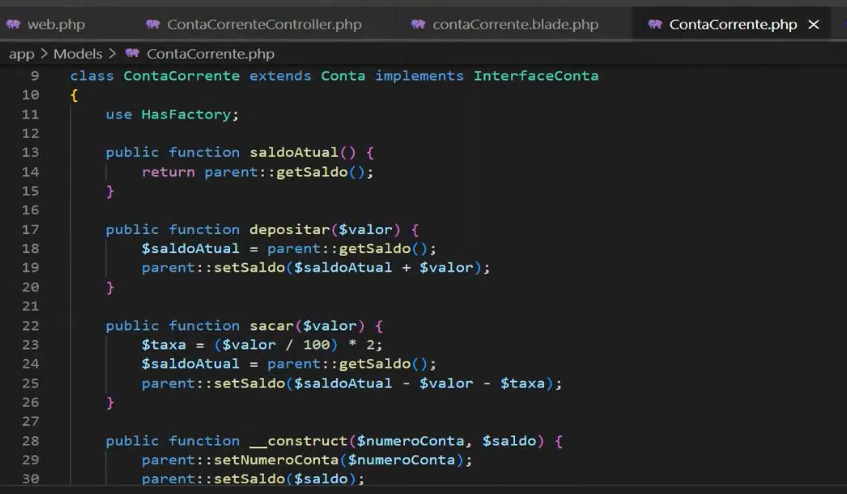 web.php ContaCorrenteController.php contaCorrente.blade.php ContaCorrente.php ×
app > Models > ContaCorrente.php
9 class ContaCorrente extends Conta implements InterfaceConta
10 {
11 use HasFactory;
12
13 public function saldoAtual() {
14 return parent::getSaldo();
15 }
16
17 public function depositar($valor) {
18 $saldoAtual = parent::getSaldo();
19 parent::setSaldo($saldoAtual + $valor);
20 }
21
22 public function sacar($valor) {
23 $taxa = ($valor / 100) * 2;
24 $saldoAtual = parent::getSaldo();
25 parent::setSaldo($saldoAtual - $valor - $taxa);
26 }
27
28 public function __construct($numeroConta, $saldo) {
29 parent::setNumeroConta($numeroConta);
30 parent::setSaldo($saldo);